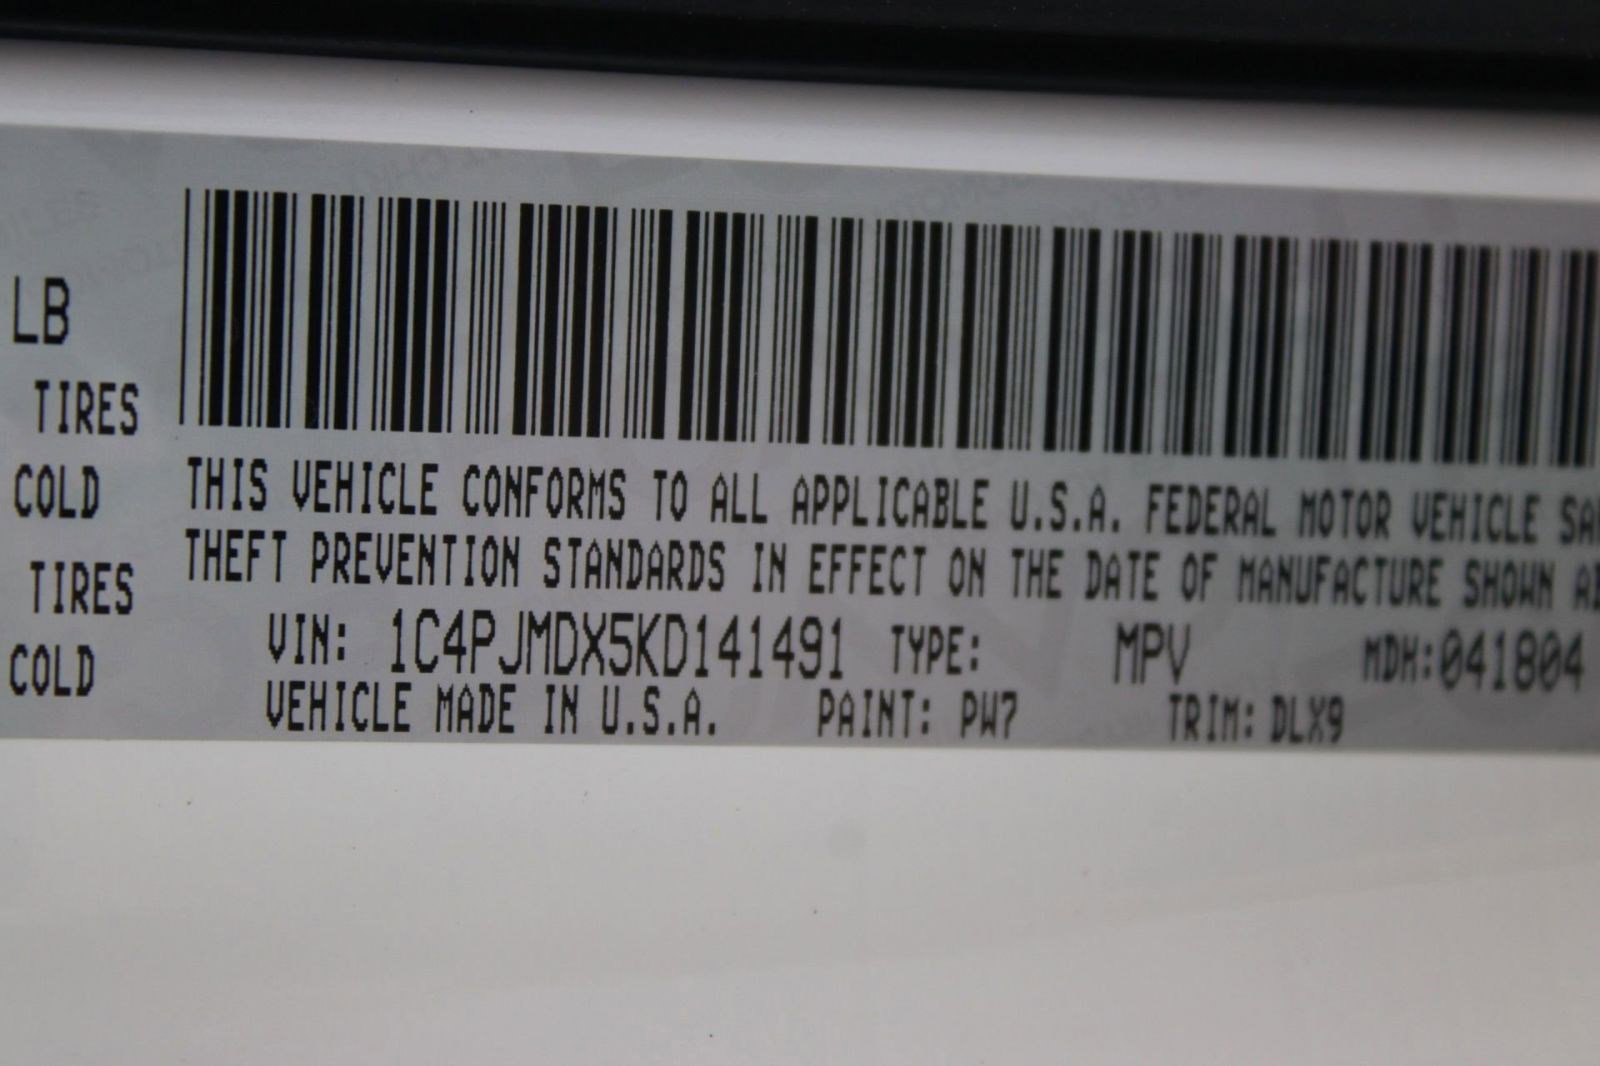 LB
TIRES
COLD
TIRES
COLD
THIS VEHICLE CONFORMS TO ALL APPLICABLE U.S.A. FEDERAL MOTOR VEHICLE SA
THEFT PREVENTION STANDARDS IN EFFECT ON THE DATE OF MANUFACTURE SHOWN AB
VIN: 1C4PJMDX5KD141491 TYPE: MPV MDH:041804
VEHICLE MADE IN U.S.A. PAINT: PW7 TRIM: DLX9